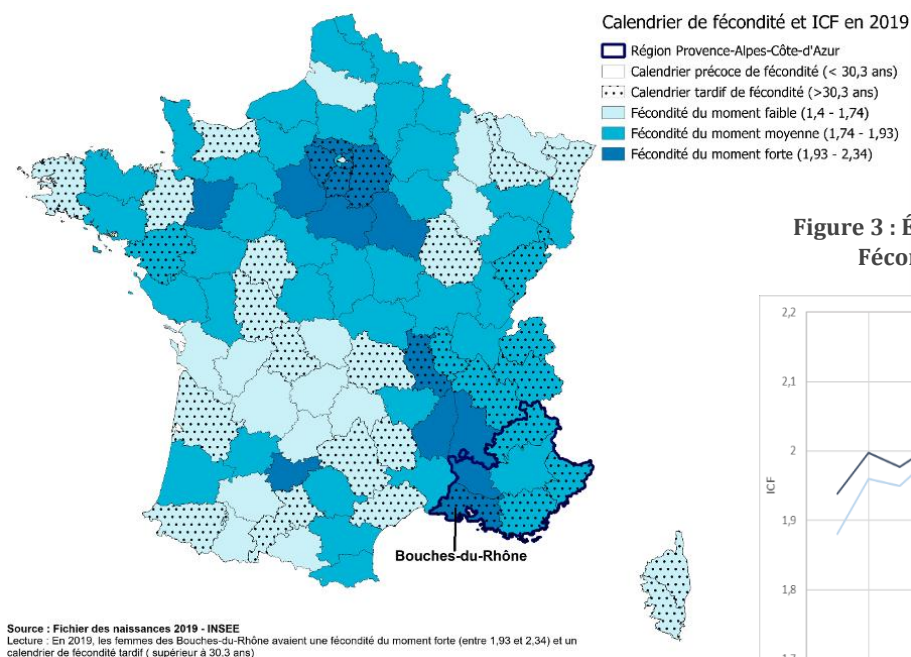 Calendrier de fécondité et ICF en 2019
Région Provence-Alpes-Côte-d'Azur
Calendrier précoce de fécondité (< 30,3 ans)
Calendrier tardif de fécondité (>30,3 ans)
Fécondité du moment faible (1,4 - 1,74)
Fécondité du moment moyenne (1,74 - 1,93)
Fécondité du moment forte (1,93 - 2,34)
Figure 3 : É
Fécon
2,2
2,1
2
1,9
1,8
1,7
ICF
Bouches-du-Rhône
Source : Fichier des naissances 2019 - INSEE
Lecture : En 2019, les femmes des Bouches-du-Rhône avaient une fécondité du moment forte (entre 1,93 et 2,34) et un
calendrier de fécondité tardif ( supérieur à 30.3 ans)